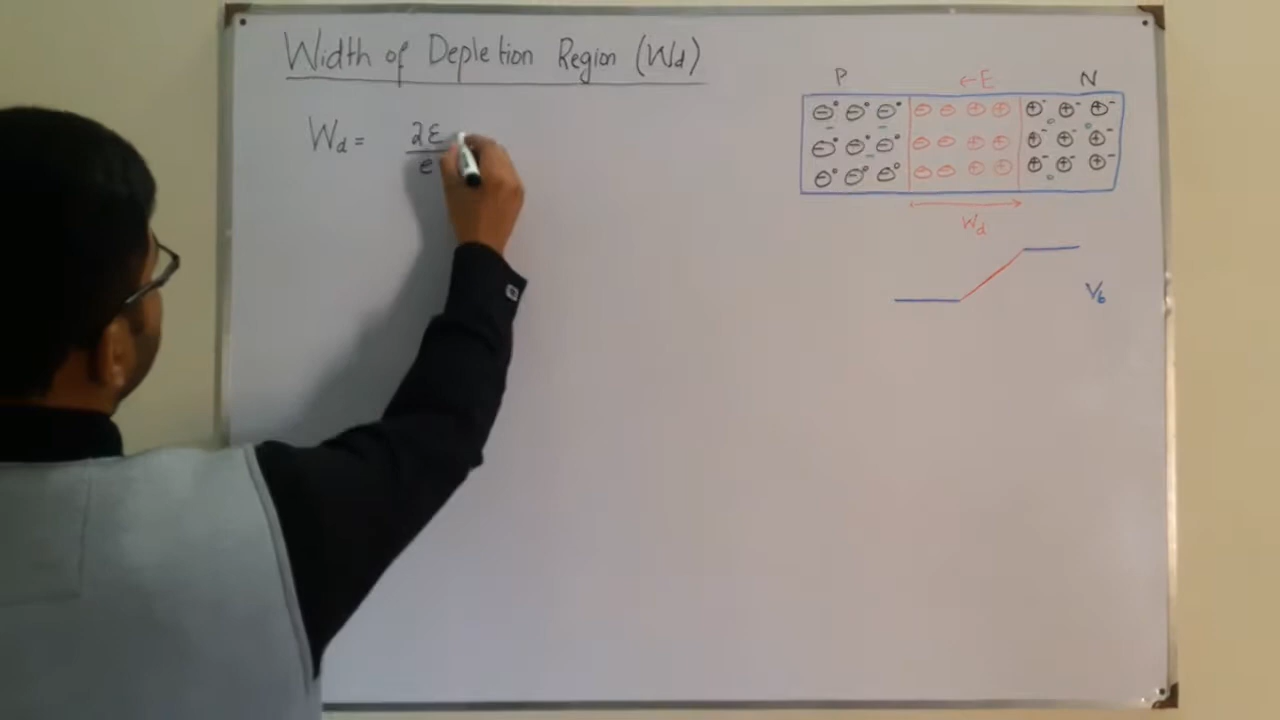 Width of Depletion Region (Wd)
P ←E N
Wd = 2ε
e
Wd
Vb